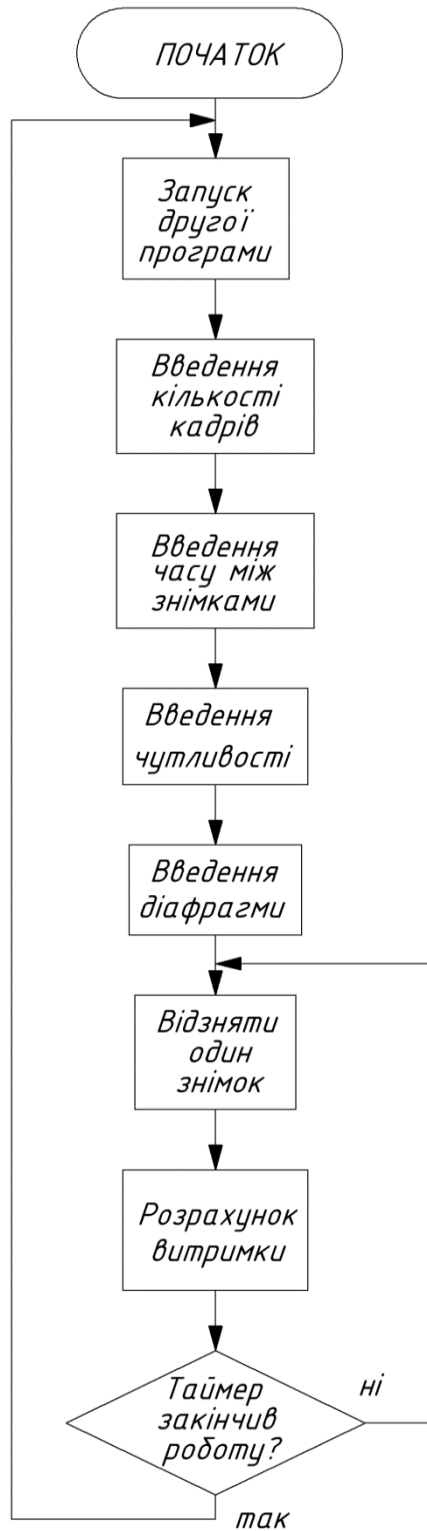 ПОЧАТОК
Запуск
другої
програми
Введення
кількості
кадрів
Введення
часу між
знімками
Введення
чутливості
Введення
діафрагми
Відзняти
один
знімок
Розрахунок
витримки
Таймер
закінчив
роботу?
ні
так